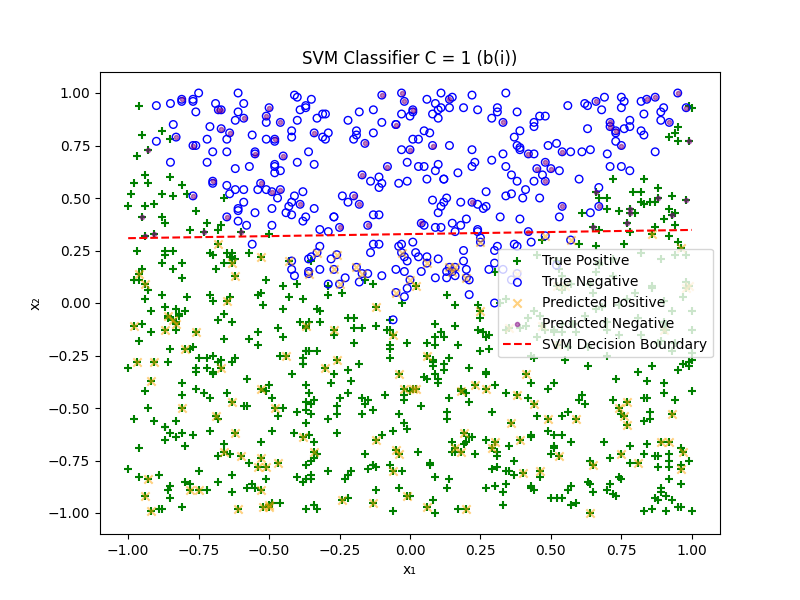 SVM Classifier C = 1 (b(i))
1.00
0.75
0.50
0.25
0.00
−0.25
−0.50
−0.75
−1.00
x₂
True Positive
True Negative
Predicted Positive
Predicted Negative
SVM Decision Boundary
−1.00 −0.75 −0.50 −0.25 0.00 0.25 0.50 0.75 1.00
x₁